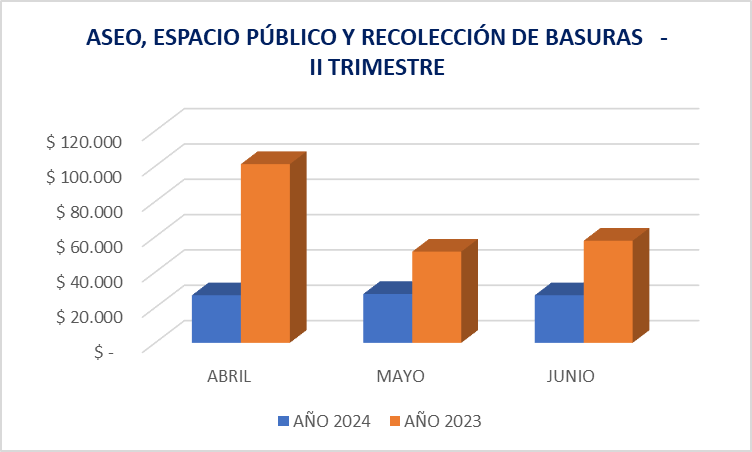 ASEO, ESPACIO PÚBLICO Y RECOLECCIÓN DE BASURAS -
II TRIMESTRE
$ 120.000
$ 100.000
$ 80.000
$ 60.000
$ 40.000
$ 20.000
$ -
ABRIL MAYO JUNIO
AÑO 2024 AÑO 2023